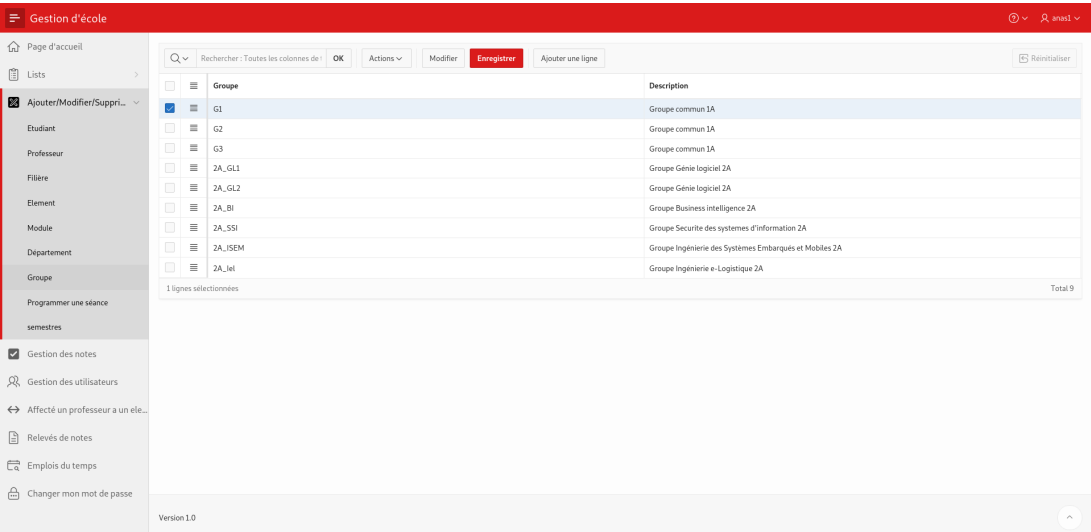 Gestion d'école
anas1
Page d'accueil
Lists
Ajouter/Modifier/Suppri...
Etudiant
Professeur
Filière
Element
Module
Département
Groupe
Programmer une séance
semestres
Gestion des notes
Gestion des utilisateurs
Affecté un professeur a un ele...
Relevés de notes
Emplois du temps
Changer mon mot de passe
Rechercher : Toutes les colonnes de OK Actions Modifier Enregistrer Ajouter une ligne Réinitialiser
Groupe Description
G1 Groupe commun 1A
G2 Groupe commun 1A
G3 Groupe commun 1A
2A_GL1 Groupe Génie logiciel 2A
2A_GL2 Groupe Génie logiciel 2A
2A_BI Groupe Business intelligence 2A
2A_SSI Groupe Securite des systemes d'information 2A
2A_ISEM Groupe Ingénierie des Systèmes Embarqués et Mobiles 2A
2A_Iel Groupe Ingénierie e-Logistique 2A
1 lignes sélectionnées Total 9
Version 1.0